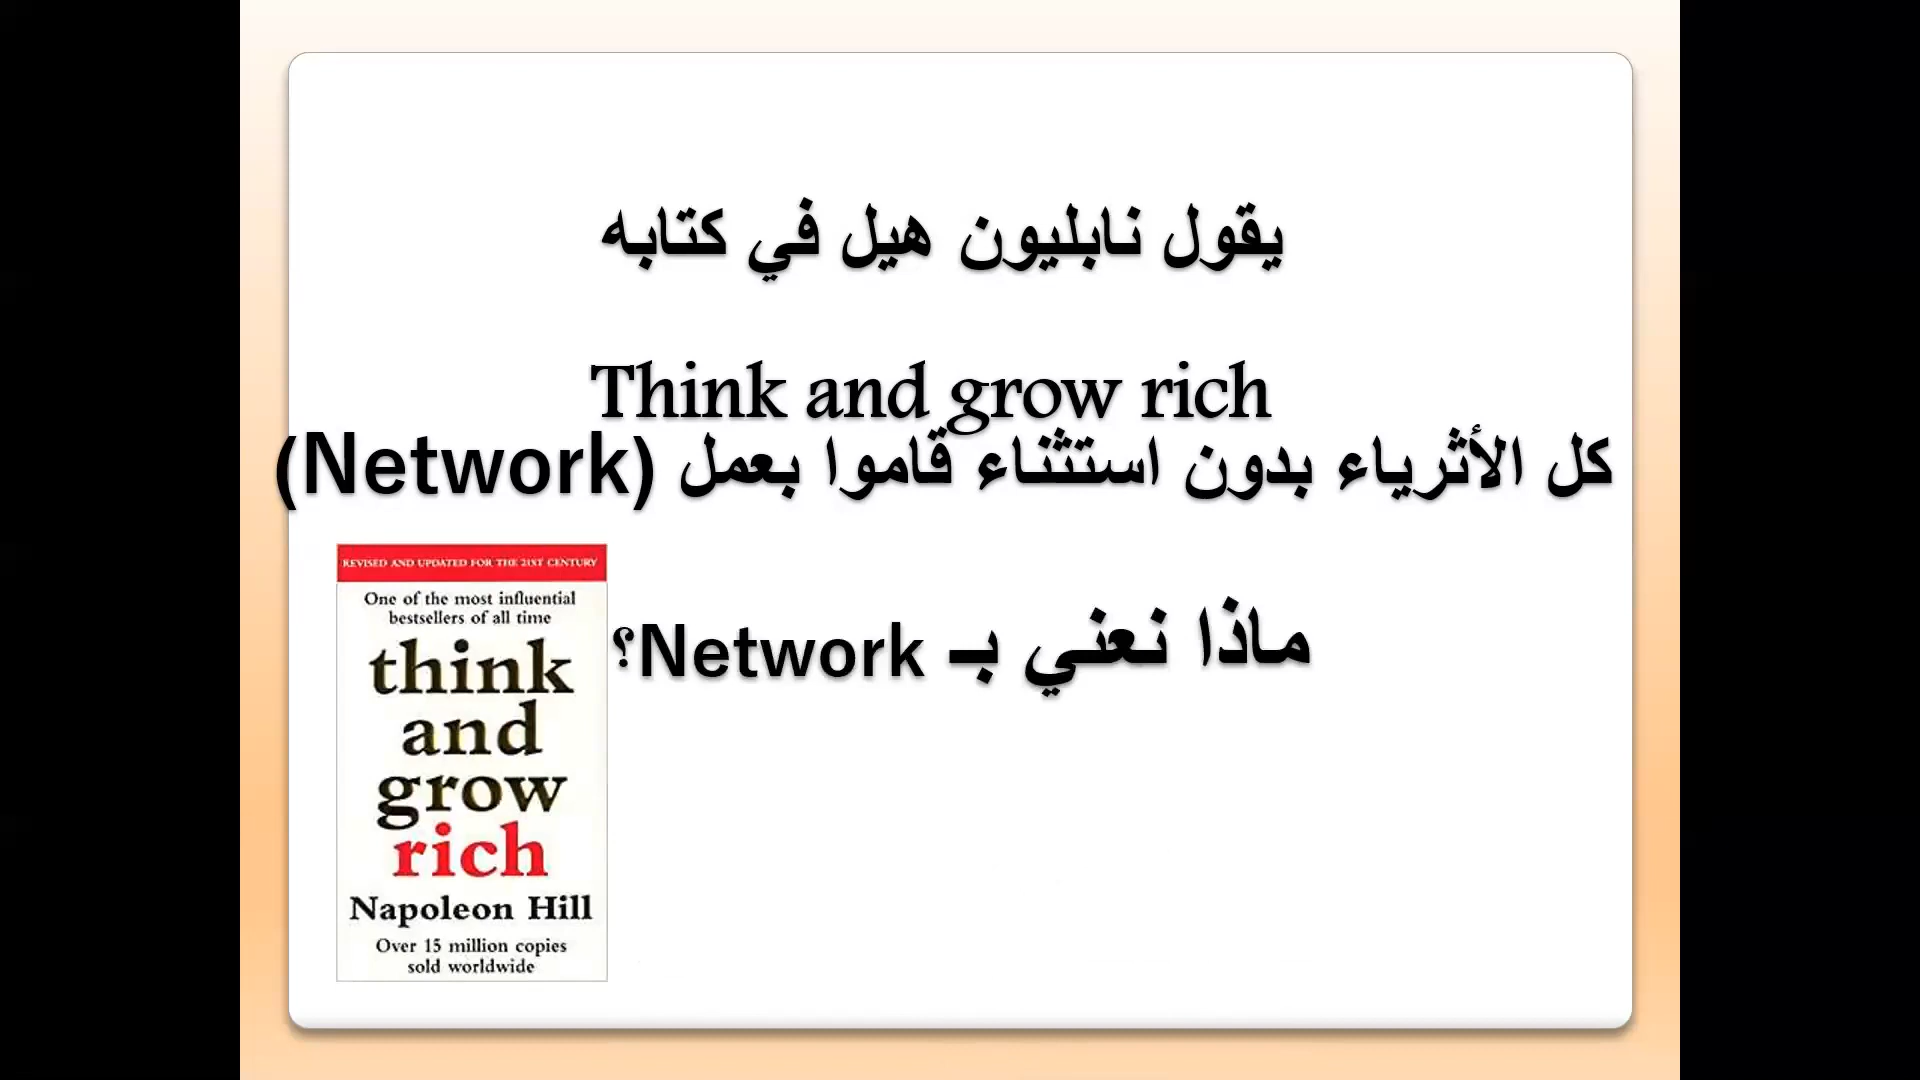 يقول نابليون هيل في كتابه
Think and grow rich
كل الأثرياء بدون استثناء قاموا بعمل (Network)
ماذا نعني بـ Network؟
REVISED AND UPDATED FOR THE 21ST CENTURY
One of the most influential
bestsellers of all time
think
and
grow
rich
Napoleon Hill
Over 15 million copies
sold worldwide